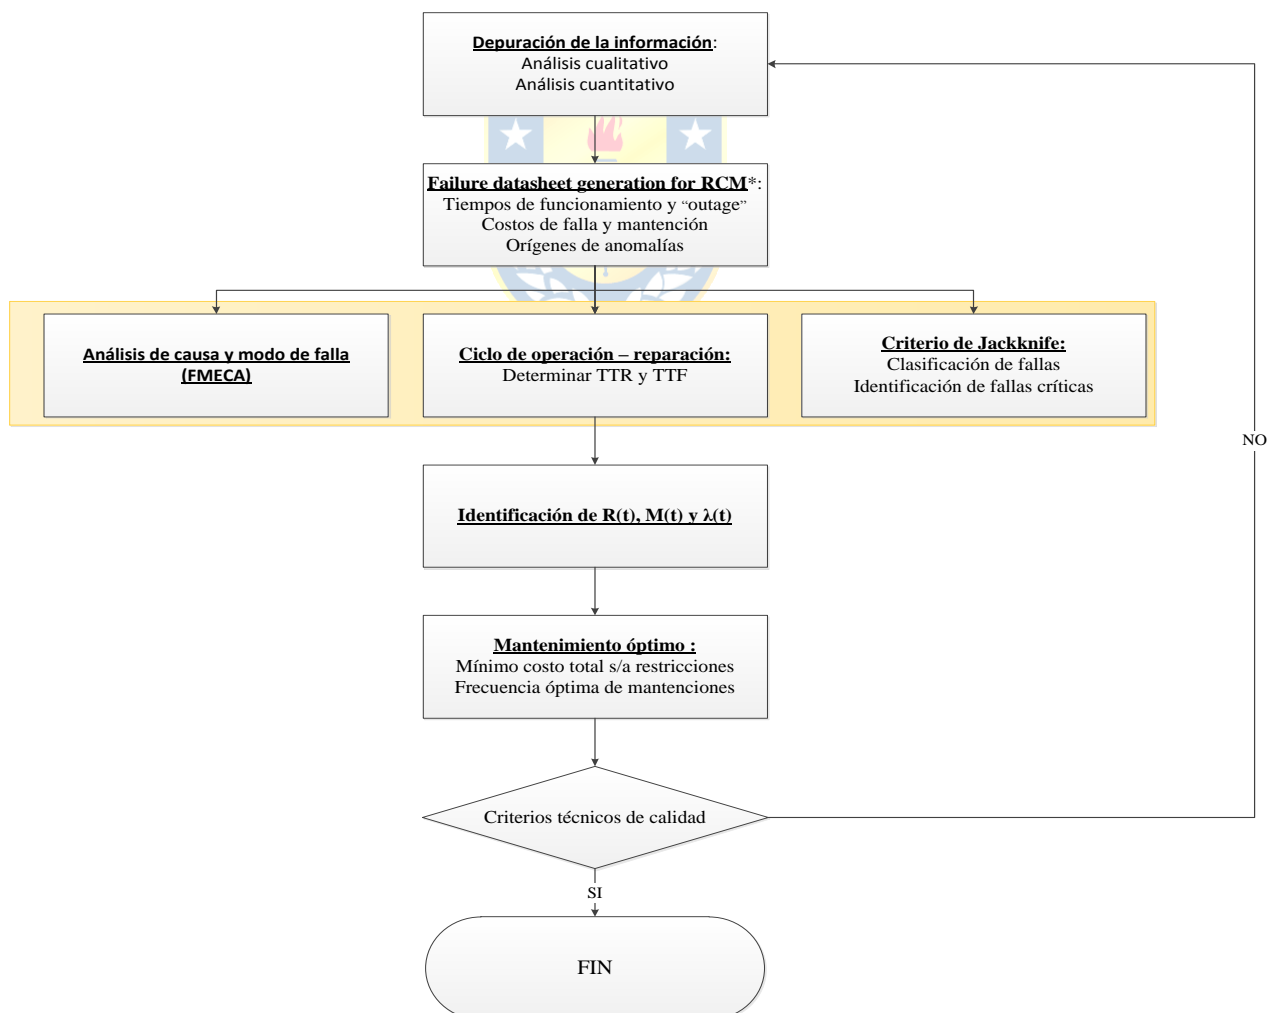 Depuración de la información:
Análisis cualitativo
Análisis cuantitativo
Failure datasheet generation for RCM*:
Tiempos de funcionamiento y “outage”
Costos de falla y mantención
Orígenes de anomalías
Análisis de causa y modo de falla
(FMECA)
Ciclo de operación – reparación:
Determinar TTR y TTF
Criterio de Jackknife:
Clasificación de fallas
Identificación de fallas críticas
NO
Identificación de R(t), M(t) y λ(t)
Mantenimiento óptimo :
Mínimo costo total s/a restricciones
Frecuencia óptima de mantenciones
Criterios técnicos de calidad
SI
FIN